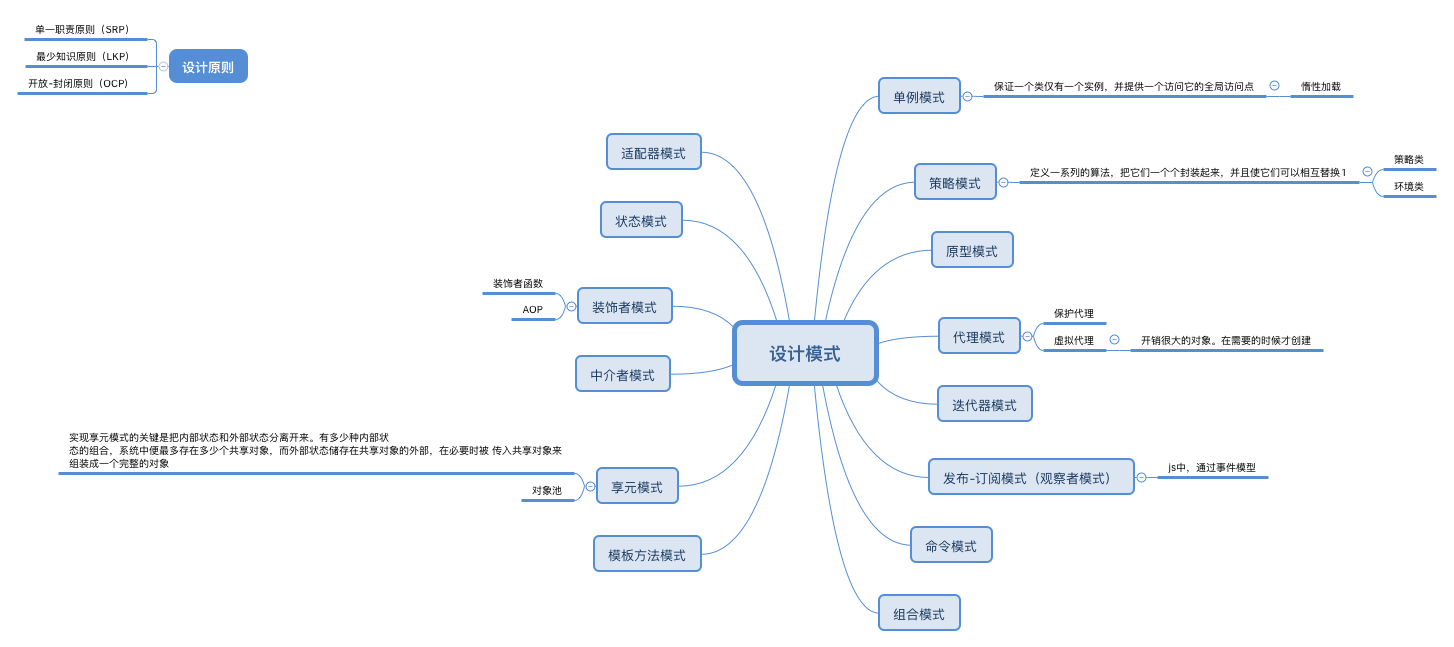 单一职责原则（SRP）
最少知识原则（LKP）
开放-封闭原则（OCP）
设计原则
设计模式
单例模式
保证一个类仅有一个实例，并提供一个访问它的全局访问点
惰性加载
策略模式
定义一系列的算法，把它们一个个封装起来，并且使它们可以相互替换1
策略类
环境类
原型模式
代理模式
保护代理
虚拟代理
开销很大的对象。在需要的时候才创建
迭代器模式
发布-订阅模式（观察者模式）
js中，通过事件模型
命令模式
组合模式
适配器模式
状态模式
装饰者模式
装饰者函数
AOP
中介者模式
享元模式
实现享元模式的关键是把内部状态和外部状态分离开来。有多少种内部状
态的组合，系统中便最多存在多少个共享对象，而外部状态储存在共享对象的外部，在必要时被 传入共享对象来
组装成一个完整的对象
对象池
模板方法模式